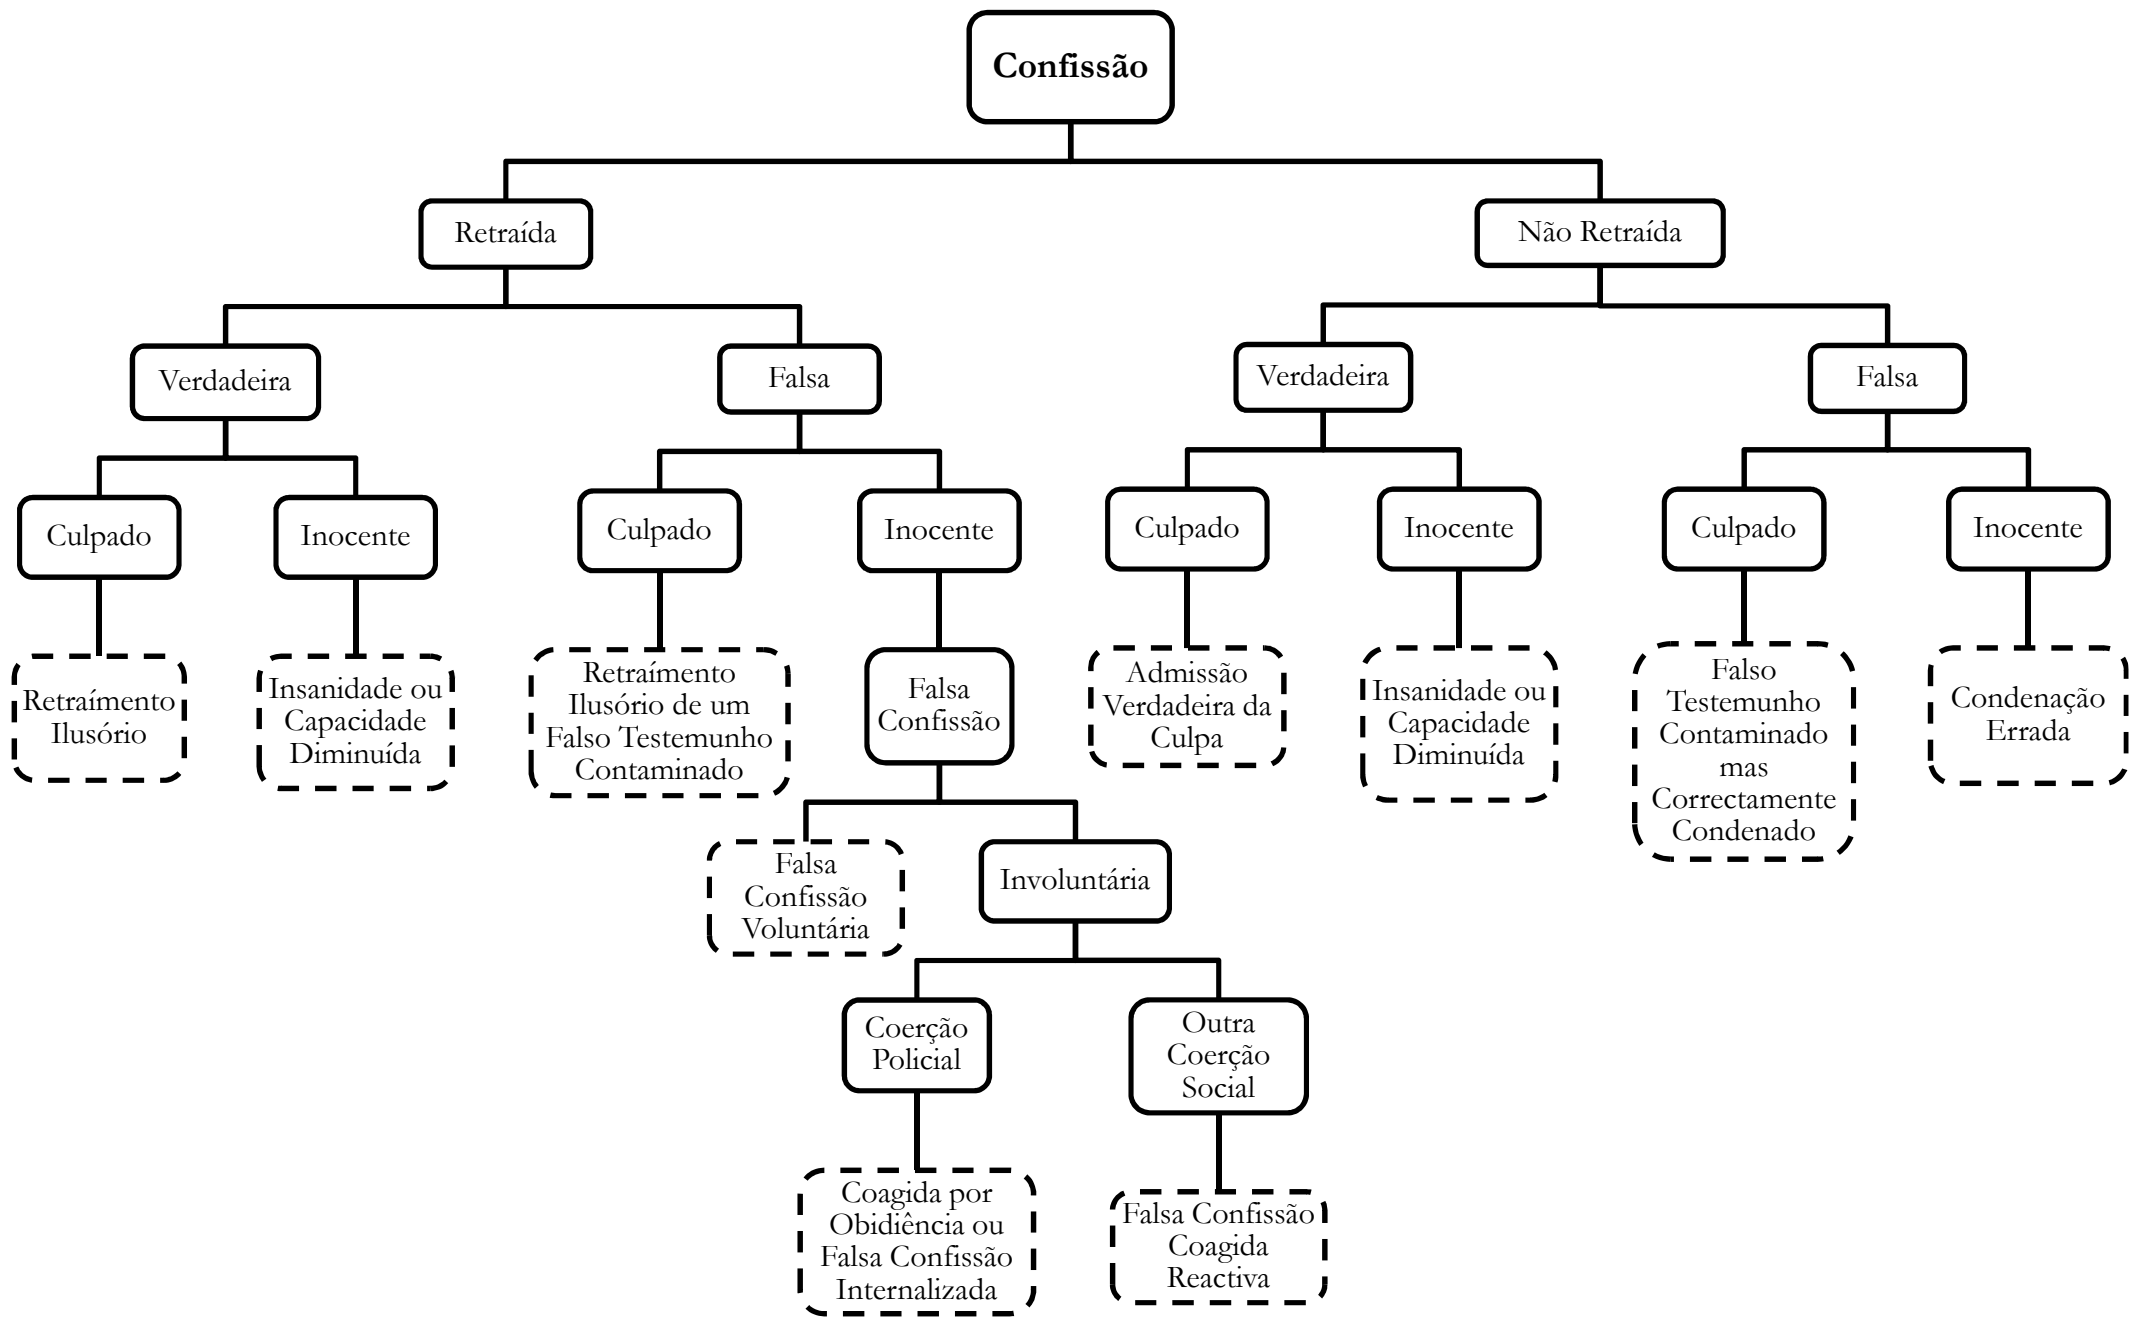 Confissão
Retraída
Não Retraída
Verdadeira
Falsa
Verdadeira
Falsa
Culpado
Inocente
Culpado
Inocente
Culpado
Inocente
Culpado
Inocente
Retraímento
Ilusório
Insanidade ou
Capacidade
Diminuída
Retraímento
Ilusório de um
Falso Testemunho
Contaminado
Falsa
Confissão
Admissão
Verdadeira da
Culpa
Insanidade ou
Capacidade
Diminuída
Falso
Testemunho
Contaminado
mas
Correctamente
Condenado
Condenação
Errada
Falsa
Confissão
Voluntária
Involuntária
Coerção
Policial
Outra
Coerção
Social
Coagida por
Obidiência ou
Falsa Confissão
Internalizada
Falsa Confissão
Coagida
Reactiva